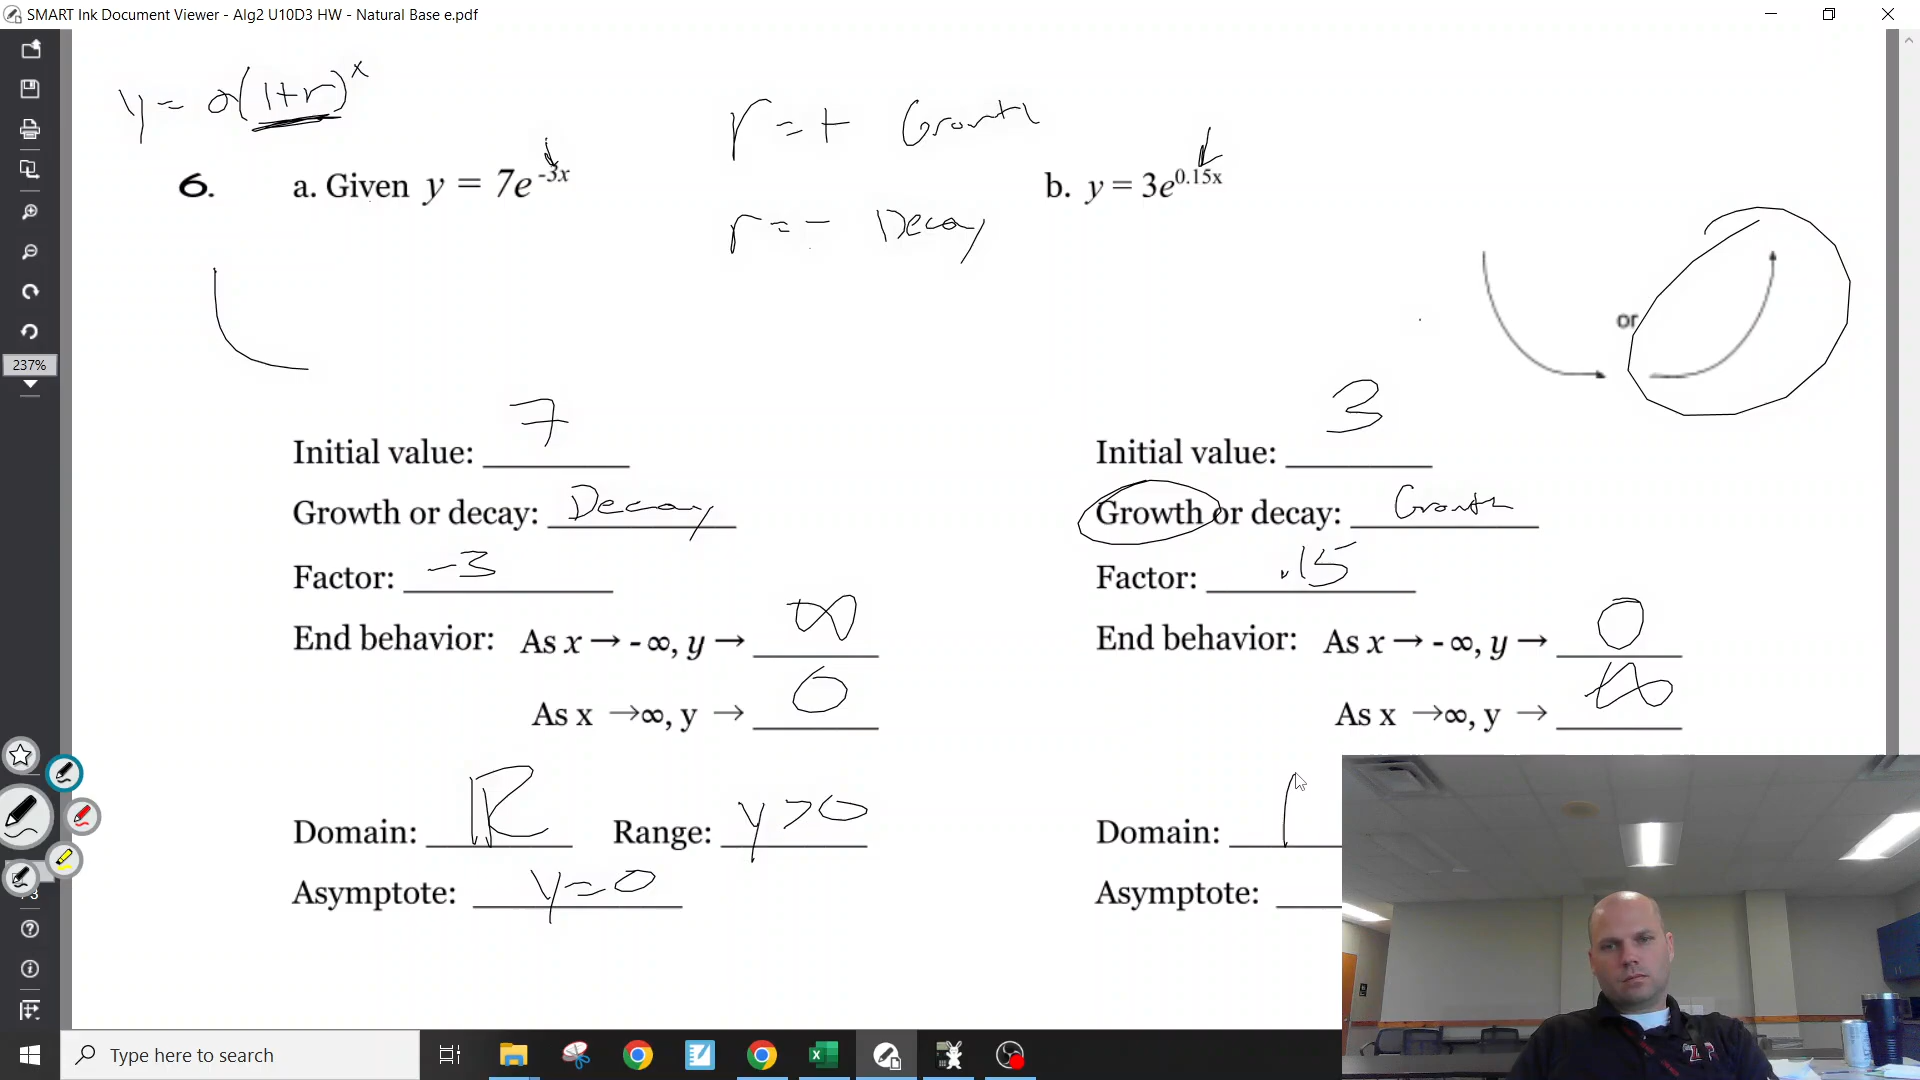 SMART Ink Document Viewer - Alg2 U10D3 HW - Natural Base e.pdf
y = a(1+r)^x
r = + Growth
r = - Decay
6. a. Given y = 7e^-3x
b. y = 3e^0.15x
or
237%
Initial value: 7
Growth or decay: Decay
Factor: -3
End behavior: As x → - ∞, y → ∞
As x →∞, y → 0
Domain: ℝ Range: y > 0
Asymptote: y = 0
Initial value: 3
Growth or decay: Growth
Factor: .15
End behavior: As x → - ∞, y → 0
As x →∞, y → ∞
Domain:
Asymptote:
Type here to search